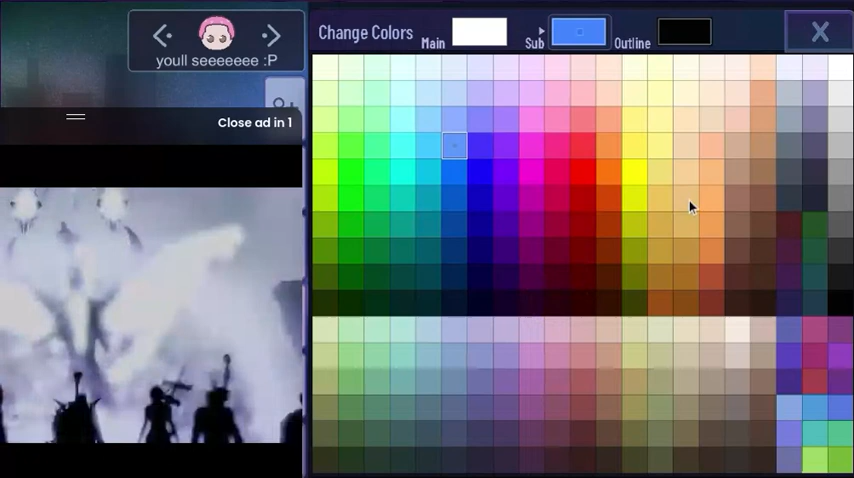 youll seeeeeee :P
Close ad in 1
Change Colors
Main
Sub
Outline
X